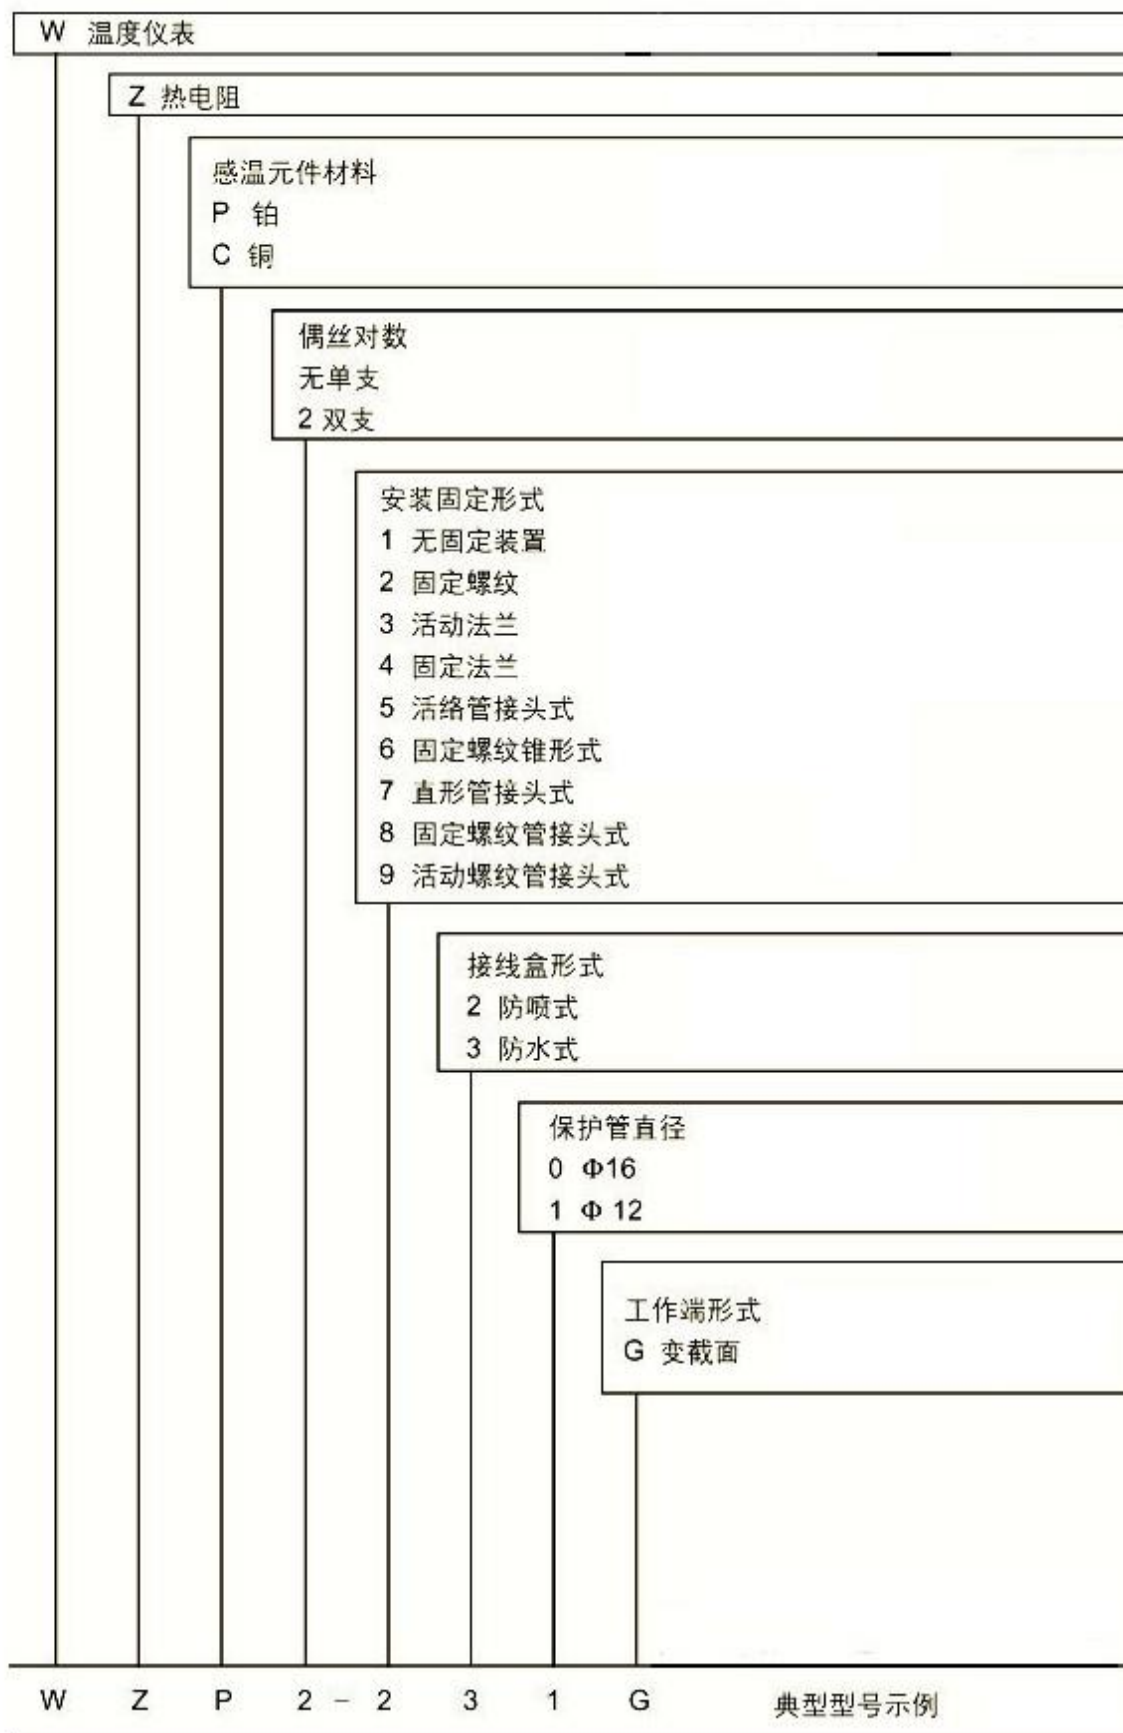 W 温度仪表
Z 热电阻
感温元件材料
P 铂
C 铜
偶丝对数
无单支
2 双支
安装固定形式
1 无固定装置
2 固定螺纹
3 活动法兰
4 固定法兰
5 活络管接头式
6 固定螺纹锥形式
7 直形管接头式
8 固定螺纹管接头式
9 活动螺纹管接头式
接线盒形式
2 防喷式
3 防水式
保护管直径
0 Φ16
1 Φ 12
工作端形式
G 变截面
W Z P 2 - 2 3 1 G 典型型号示例